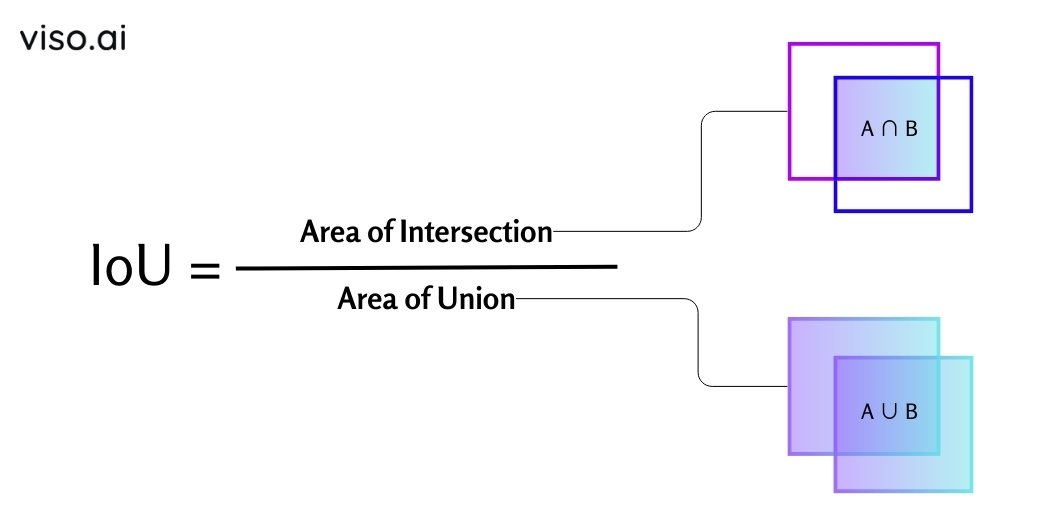 viso.ai
A ∩ B
Area of Intersection
IoU =
Area of Union
A ∪ B